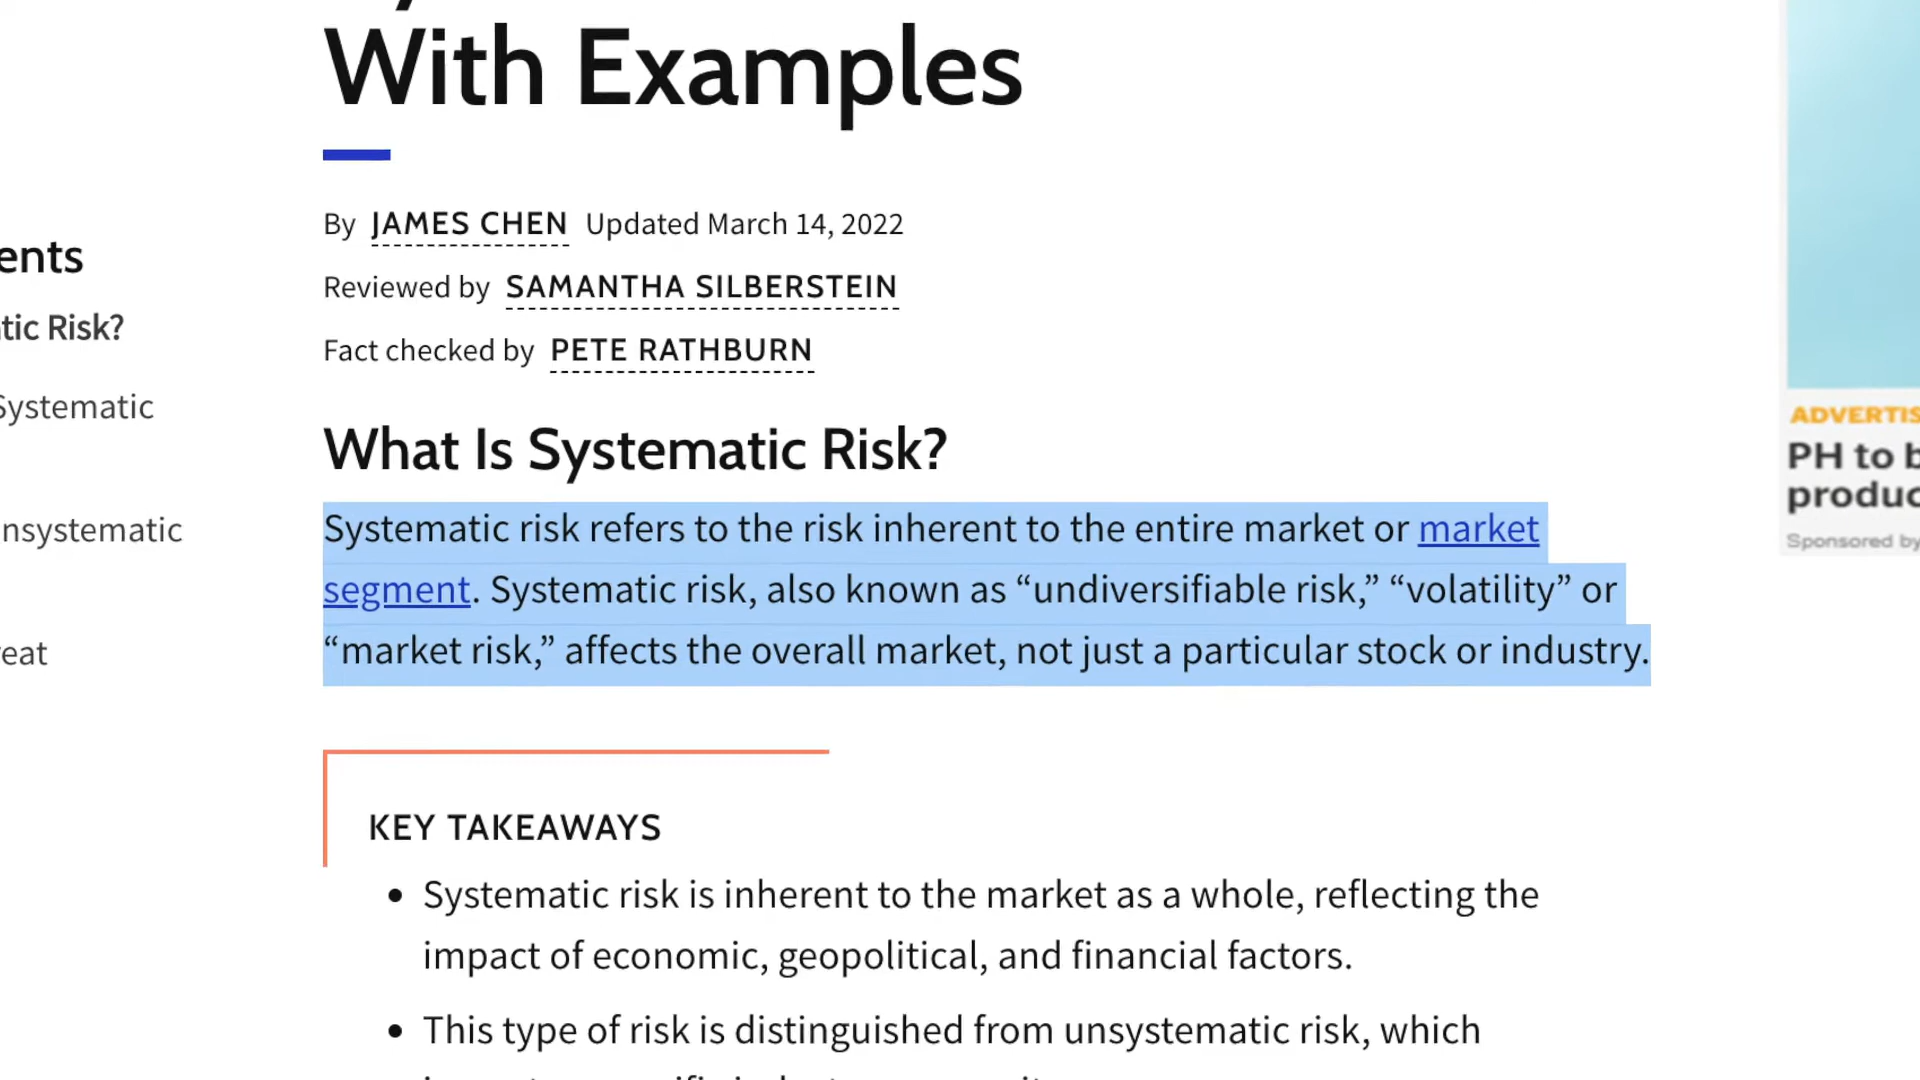 With Examples
By JAMES CHEN Updated March 14, 2022
Reviewed by SAMANTHA SILBERSTEIN
Fact checked by PETE RATHBURN
ents
tic Risk?
Systematic
nsystematic
eat
What Is Systematic Risk?
Systematic risk refers to the risk inherent to the entire market or market
segment. Systematic risk, also known as “undiversifiable risk,” “volatility” or
“market risk,” affects the overall market, not just a particular stock or industry.
KEY TAKEAWAYS
• Systematic risk is inherent to the market as a whole, reflecting the
impact of economic, geopolitical, and financial factors.
• This type of risk is distinguished from unsystematic risk, which
ADVERTIS
PH to b
produc
Sponsored by